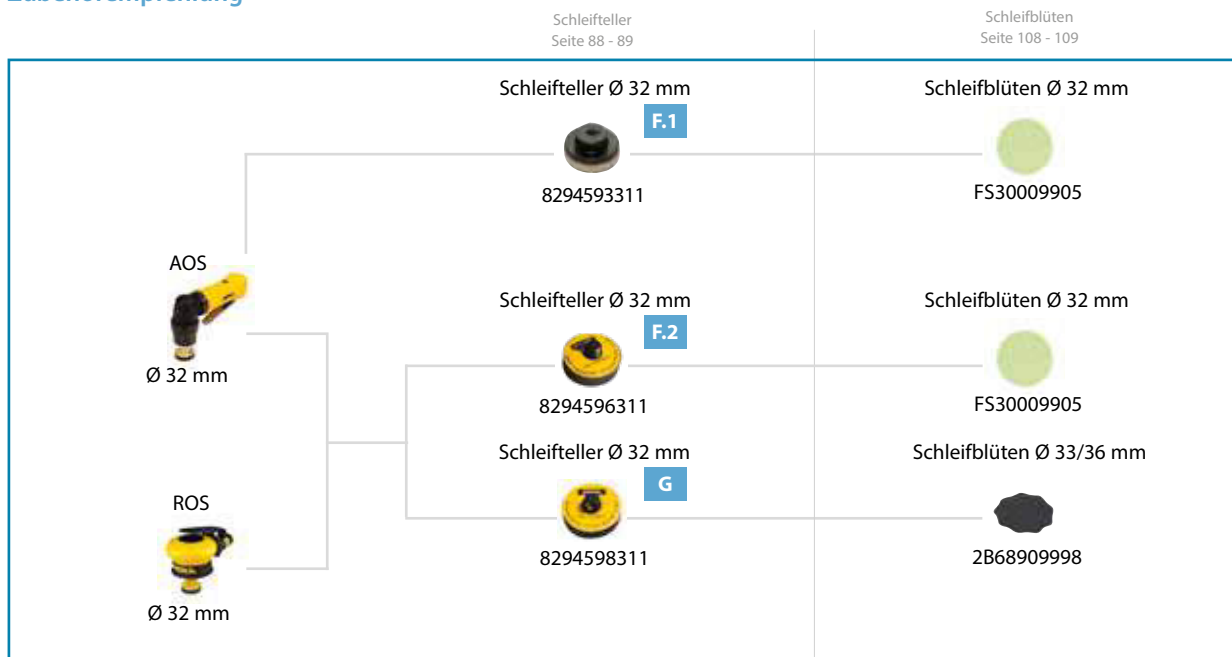 Zubehörempfehlung
Schleifteller
Seite 88 - 89
Schleifblüten
Seite 108 - 109
Schleifteller Ø 32 mm
F.1
8294593311
Schleifblüten Ø 32 mm
FS30009905
AOS
Ø 32 mm
Schleifteller Ø 32 mm
F.2
8294596311
Schleifblüten Ø 32 mm
FS30009905
Schleifteller Ø 32 mm
G
8294598311
Schleifblüten Ø 33/36 mm
2B68909998
ROS
Ø 32 mm